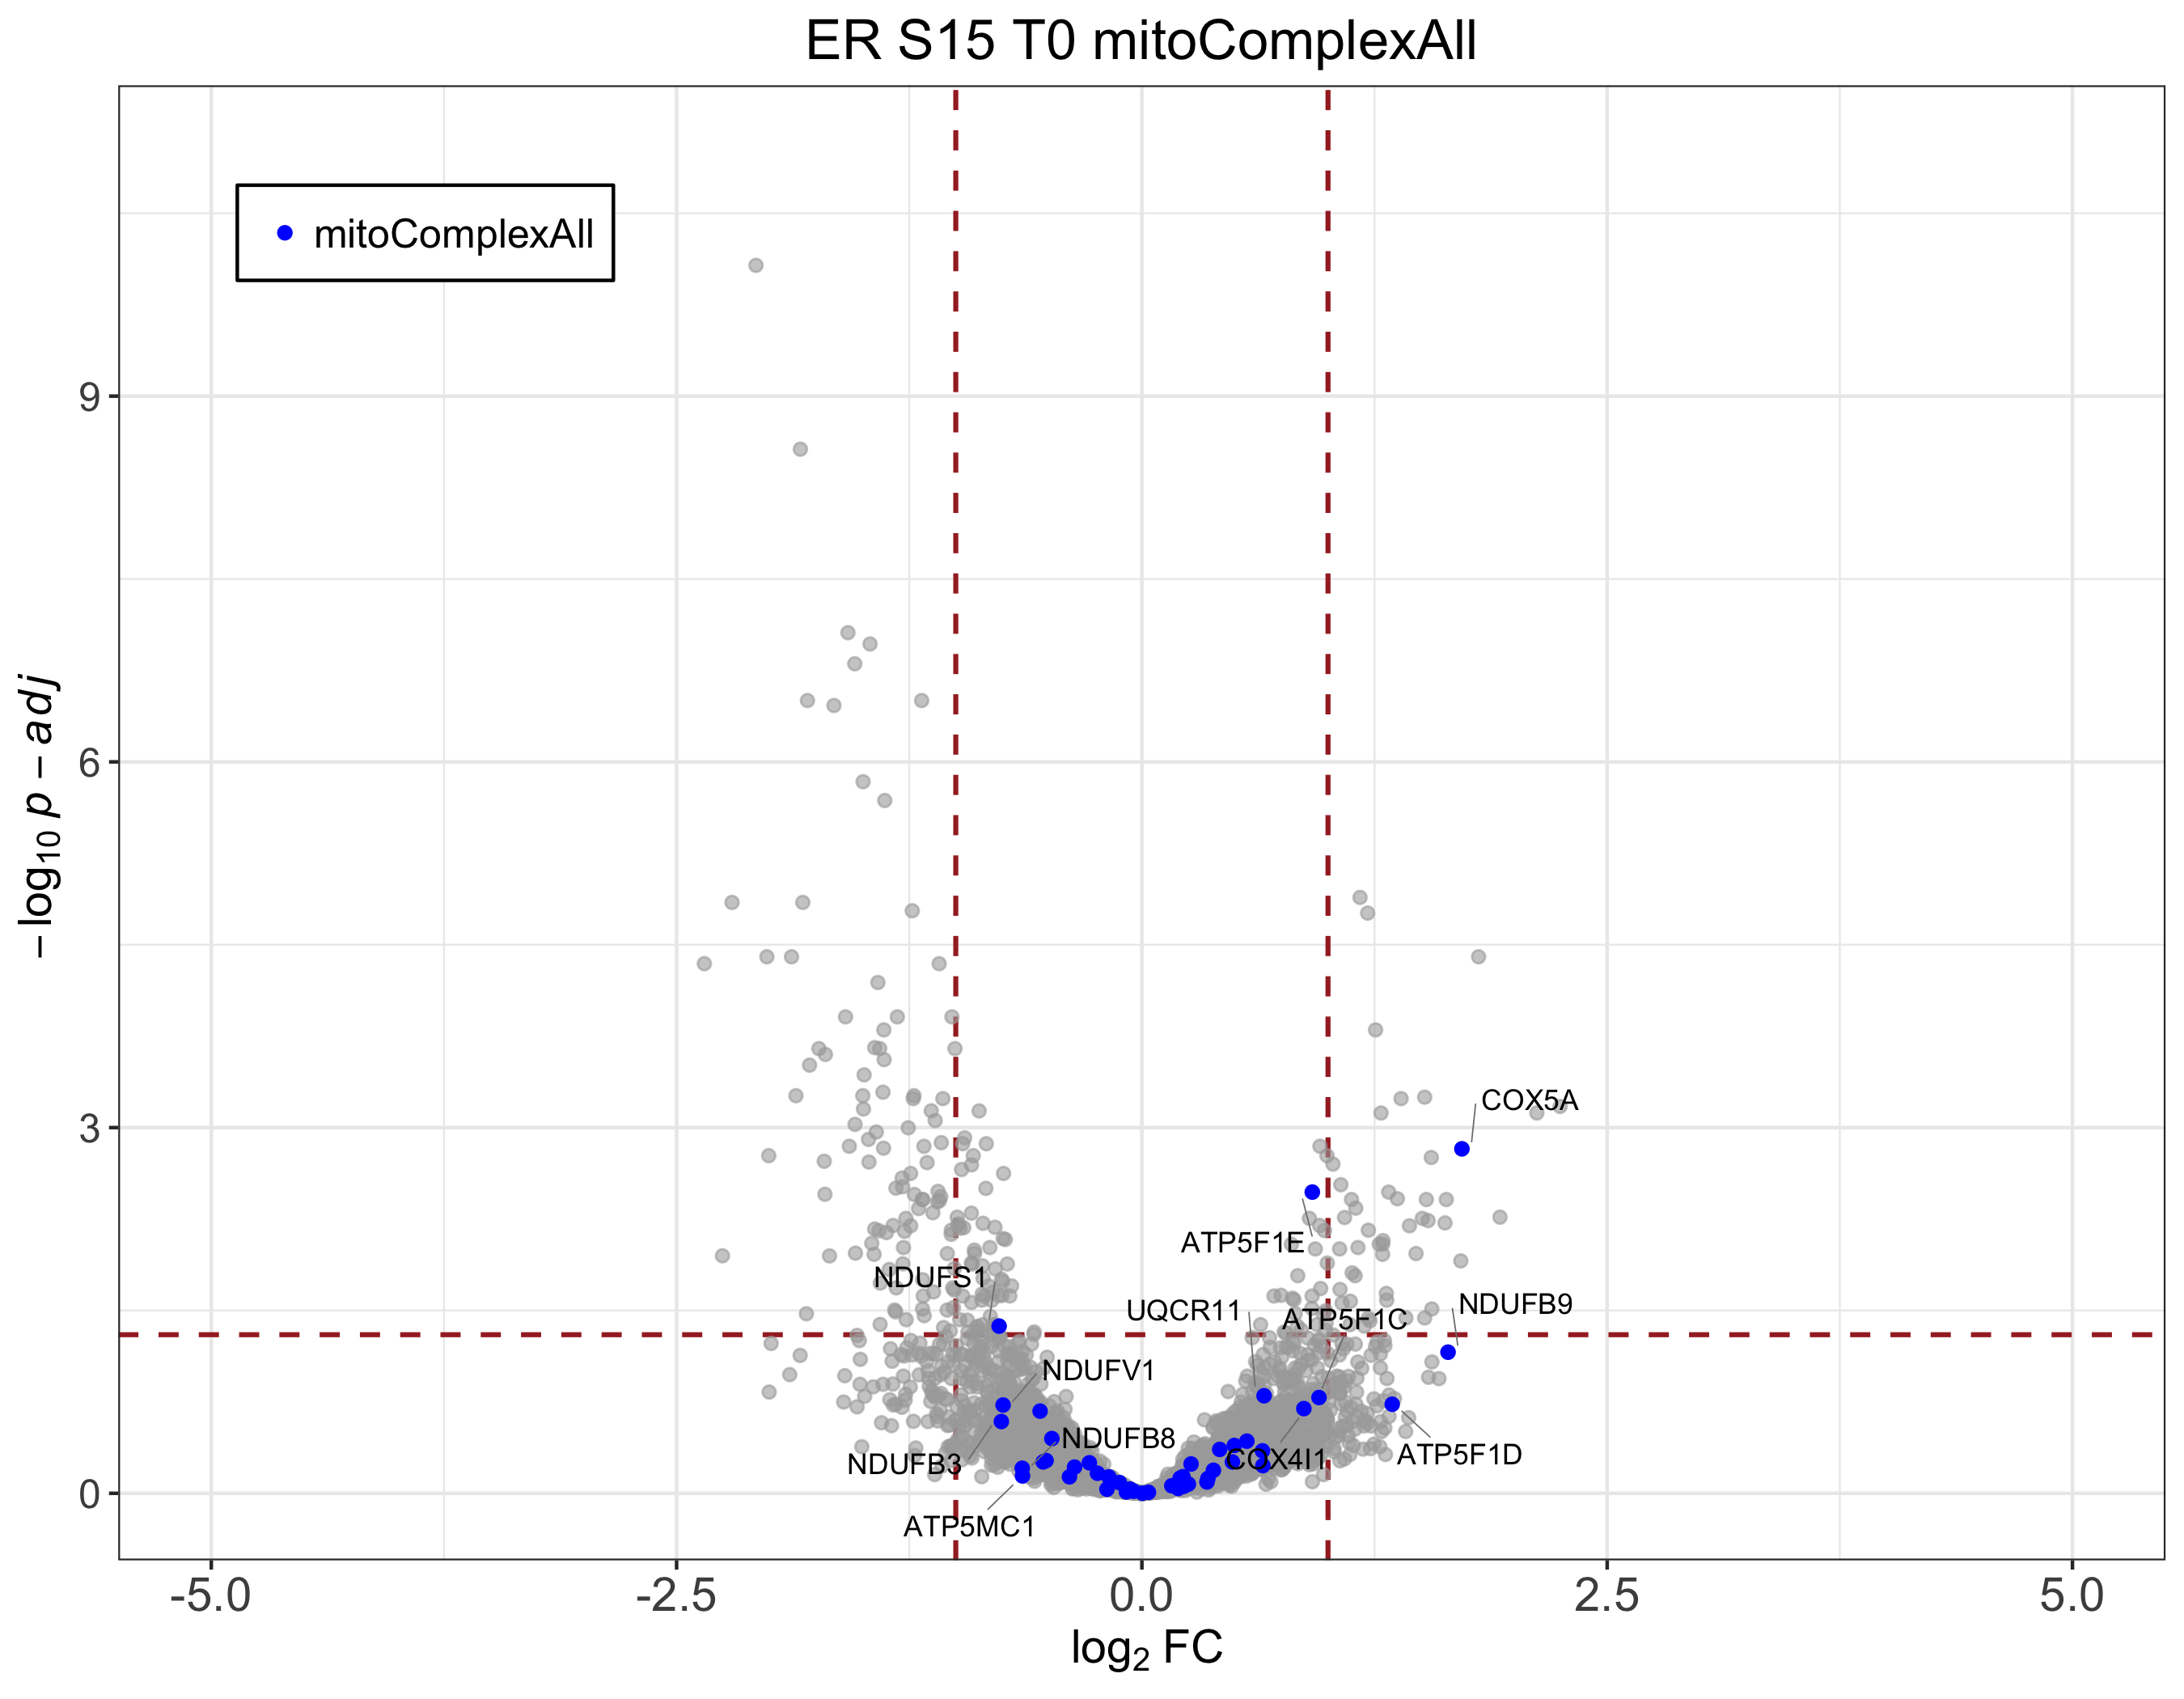 ER S15 T0 mitoComplexAll
mitoComplexAll
9
6
3
0
−log10 p − adj
COX5A
ATP5F1E
NDUFS1
UQCR11
ATP5F1C
NDUFB9
NDUFV1
NDUFB8
NDUFB3
COX4I1
ATP5F1D
ATP5MC1
-5.0
-2.5
0.0
2.5
5.0
log2 FC